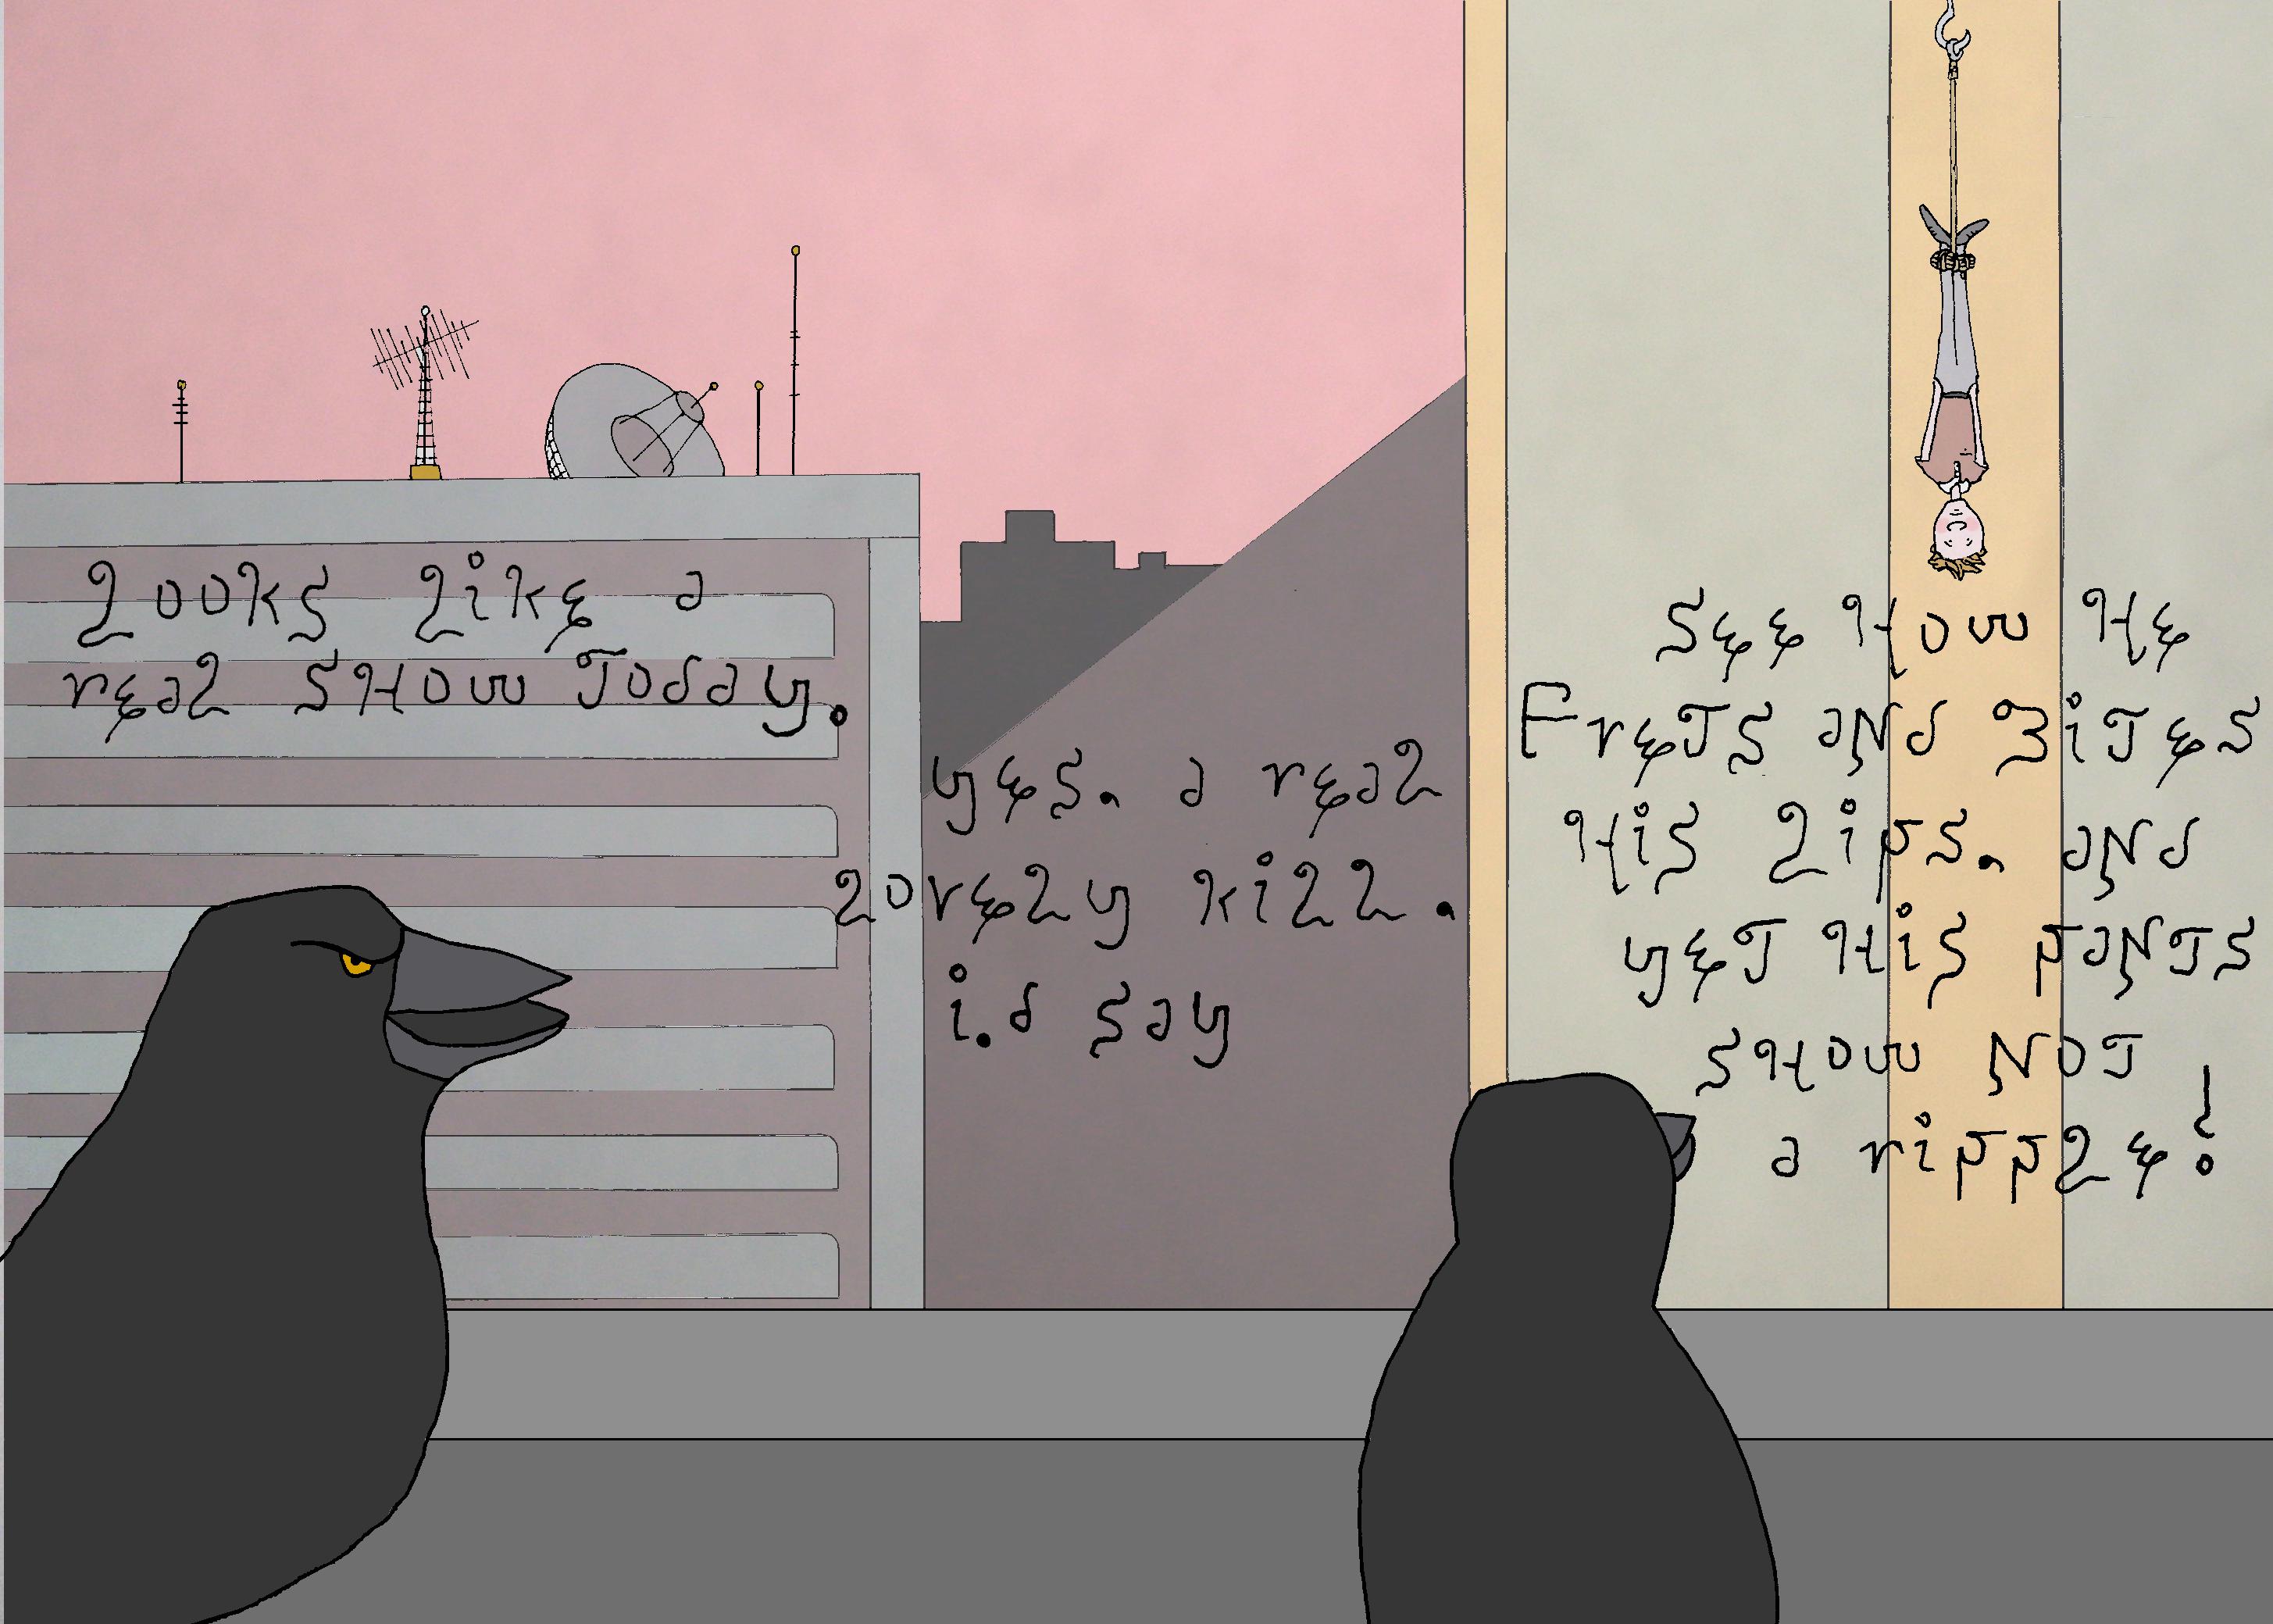 Looks like a
real show today.
yes. a real
lovely kill.
i.d say
See how he
Frets and Bites
his lips. and
yet his pants
show not
a ripple!